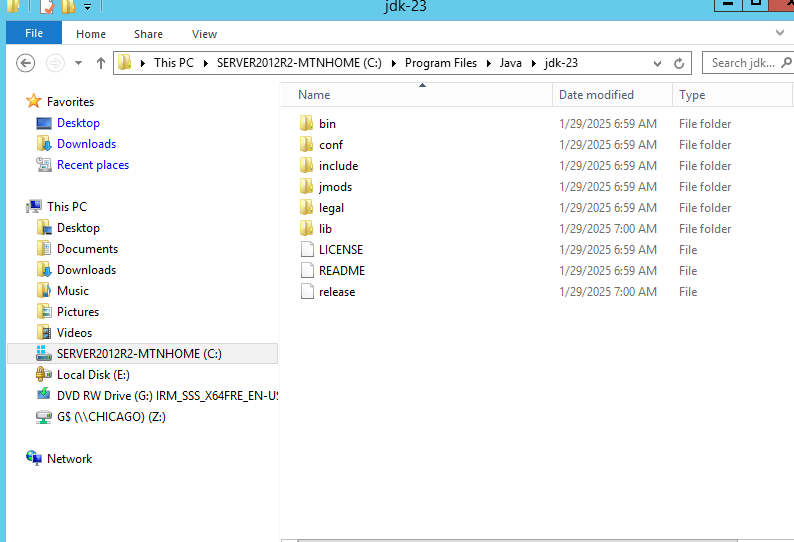 jdk-23
File Home Share View
This PC SERVER2012R2-MTNHOME (C:) Program Files Java jdk-23 Search jdk...
Name Date modified Type
Favorites
Desktop
Downloads
Recent places
This PC
Desktop
Documents
Downloads
Music
Pictures
Videos
SERVER2012R2-MTNHOME (C:)
Local Disk (E:)
DVD RW Drive (G:) IRM_SSS_X64FRE_EN-US
G$ (\\CHICAGO) (Z:)
Network
bin 1/29/2025 6:59 AM File folder
conf 1/29/2025 6:59 AM File folder
include 1/29/2025 6:59 AM File folder
jmods 1/29/2025 6:59 AM File folder
legal 1/29/2025 6:59 AM File folder
lib 1/29/2025 7:00 AM File folder
LICENSE 1/29/2025 6:59 AM File
README 1/29/2025 6:59 AM File
release 1/29/2025 7:00 AM File